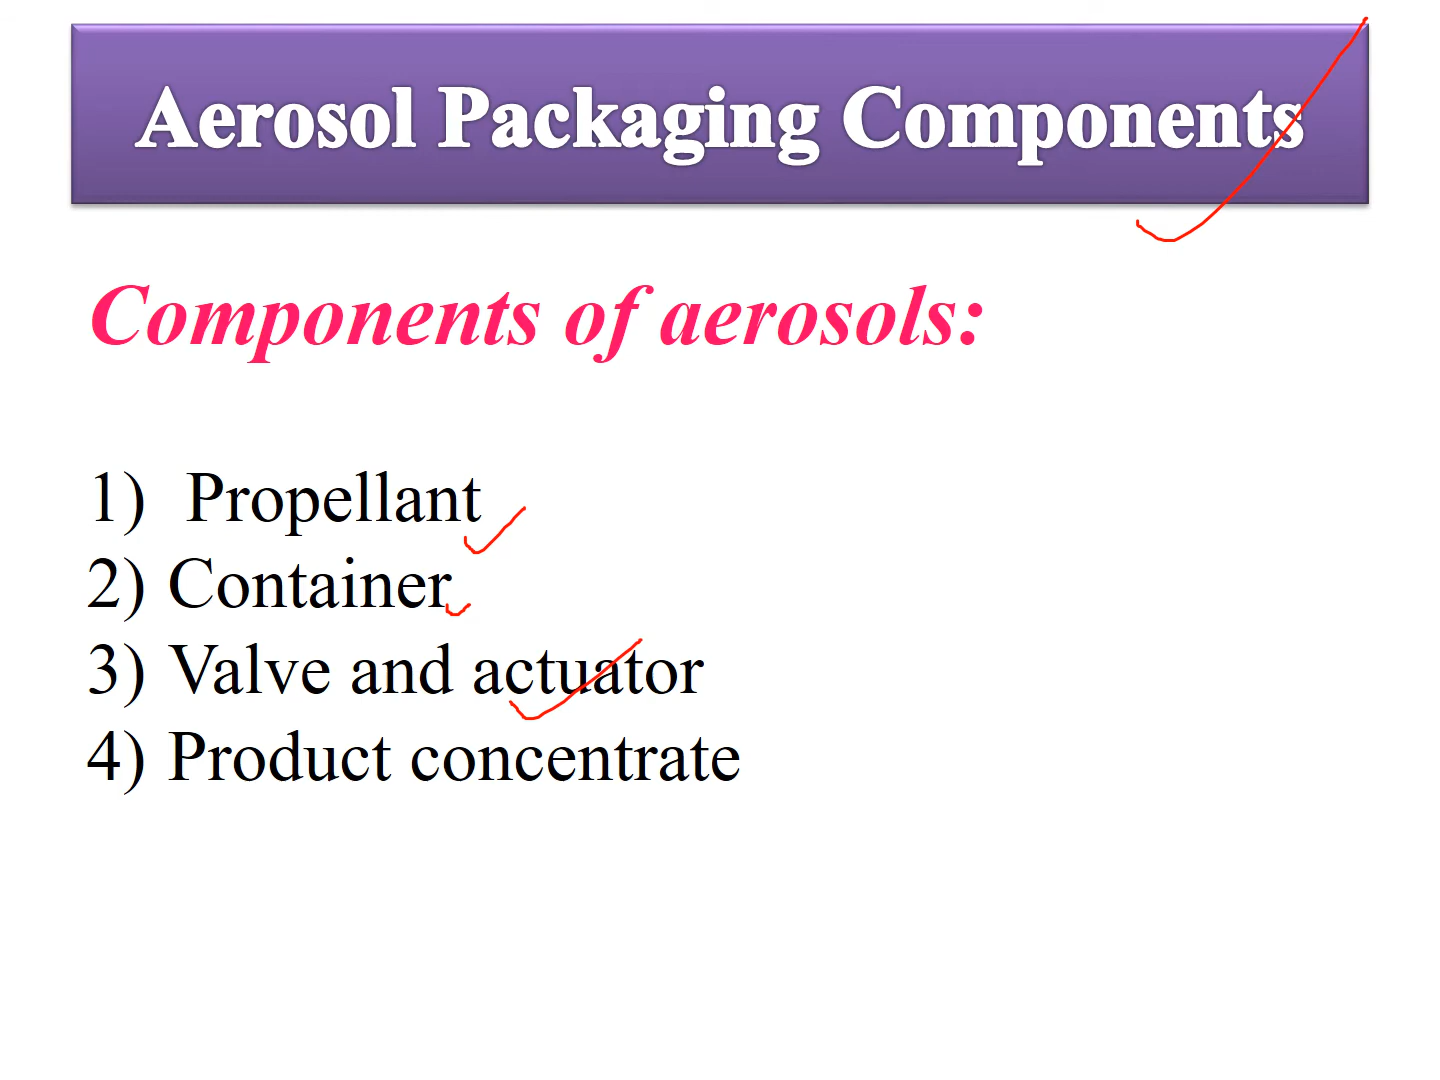 Aerosol Packaging Components
Components of aerosols:
1) Propellant
2) Container
3) Valve and actuator
4) Product concentrate